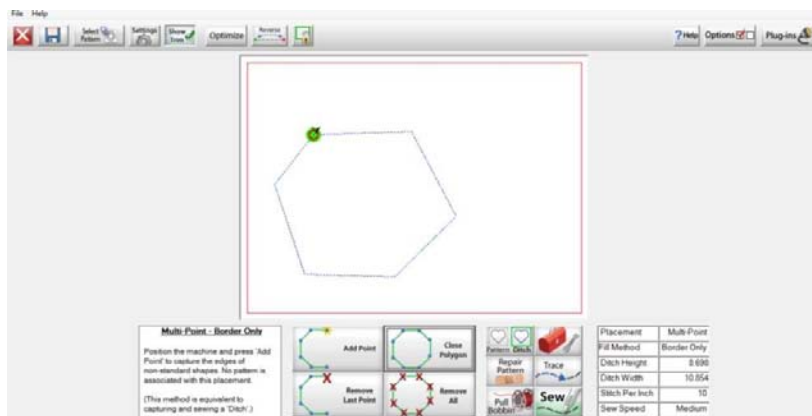 File Help
Select Pattern
Settings
Show Lines
Optimize
Reverse
? Help
Options
Plug-ins
Multi-Point - Border Only
Position the machine and press 'Add
Point' to capture the edges of
non-standard shapes. No pattern is
associated with this placement.
(This method is equivalent to
capturing and sewing a 'Ditch'.)
Add Point
Close
Polygon
Remove
Last Point
Remove
All
Pattern Ditch
Repair
Pattern
Trace
Pull
Bobbin
Sew
Placement Multi-Point
Fill Method Border Only
Ditch Height 8.690
Ditch Width 10.854
Stitch Per Inch 10
Sew Speed Medium